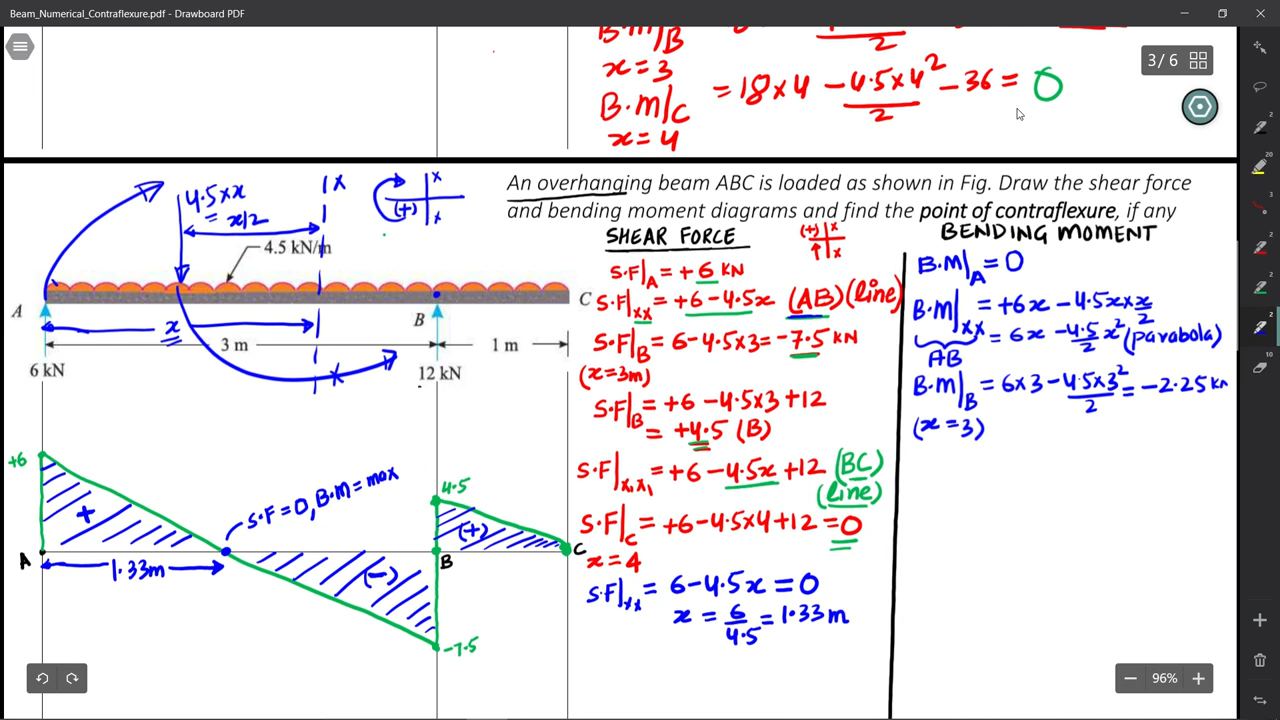 Beam_Numerical_Contraflexure.pdf - Drawboard PDF
3/6
B.M/B
2
x=3
B.M/C = 18×4 - 4.5×4² - 36 = 0
2
x=4
An overhanging beam ABC is loaded as shown in Fig. Draw the shear force
and bending moment diagrams and find the point of contraflexure, if any
4.5×x
= x/2
x
(+)
x
x
4.5 kN/m
A
B
C
x
3 m
1 m
x
6 kN
12 kN
SHEAR FORCE
(+) x
x
S.F|A = +6 kN
S.F|xx = +6-4.5x (AB)(line)
S.F|B = 6-4.5×3 = -7.5 kN
(x=3m)
S.F|B = +6-4.5×3+12
= +4.5 (B)
S.F|x₁x₁ = +6-4.5x+12 (BC)
(line)
S.F|C = +6-4.5×4+12 = 0
x=4
S.F|xx = 6-4.5x = 0
x = 6/4.5 = 1.33m
BENDING MOMENT
B.M|A = 0
B.M|xx = +6x - 4.5x×x/2
= 6x - 4.5/2 x² (parabola)
AB
B.M|B = 6×3 - 4.5×3²/2 = -2.25 kN
(x=3)
+6
+
S.F=0, B.M=max
4.5
(+)
A
1.33m
(-)
B
C
-7.5
96%